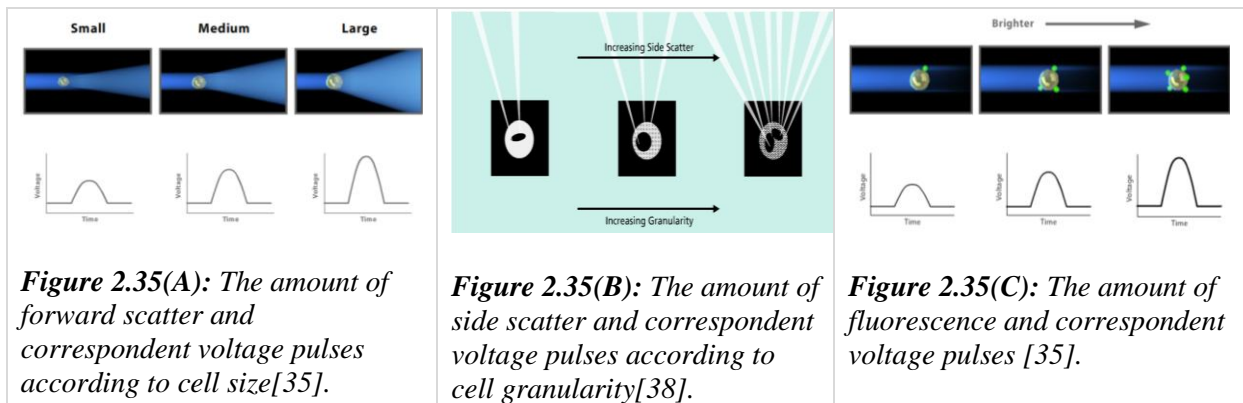 Small Medium Large
Voltage Voltage Voltage
Time Time Time
Figure 2.35(A): The amount of
forward scatter and
correspondent voltage pulses
according to cell size[35].
Increasing Side Scatter
Increasing Granularity
Figure 2.35(B): The amount of
side scatter and correspondent
voltage pulses according to
cell granularity[38].
Brighter
Voltage Voltage Voltage
Time Time Time
Figure 2.35(C): The amount of
fluorescence and correspondent
voltage pulses [35].